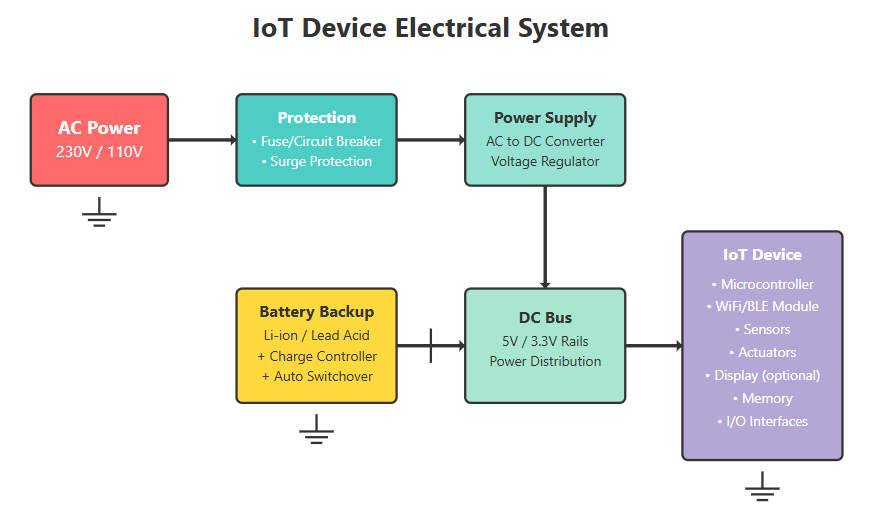 IoT Device Electrical System
AC Power
230V / 110V
Protection
• Fuse/Circuit Breaker
• Surge Protection
Power Supply
AC to DC Converter
Voltage Regulator
Battery Backup
Li-ion / Lead Acid
+ Charge Controller
+ Auto Switchover
DC Bus
5V / 3.3V Rails
Power Distribution
IoT Device
• Microcontroller
• WiFi/BLE Module
• Sensors
• Actuators
• Display (optional)
• Memory
• I/O Interfaces